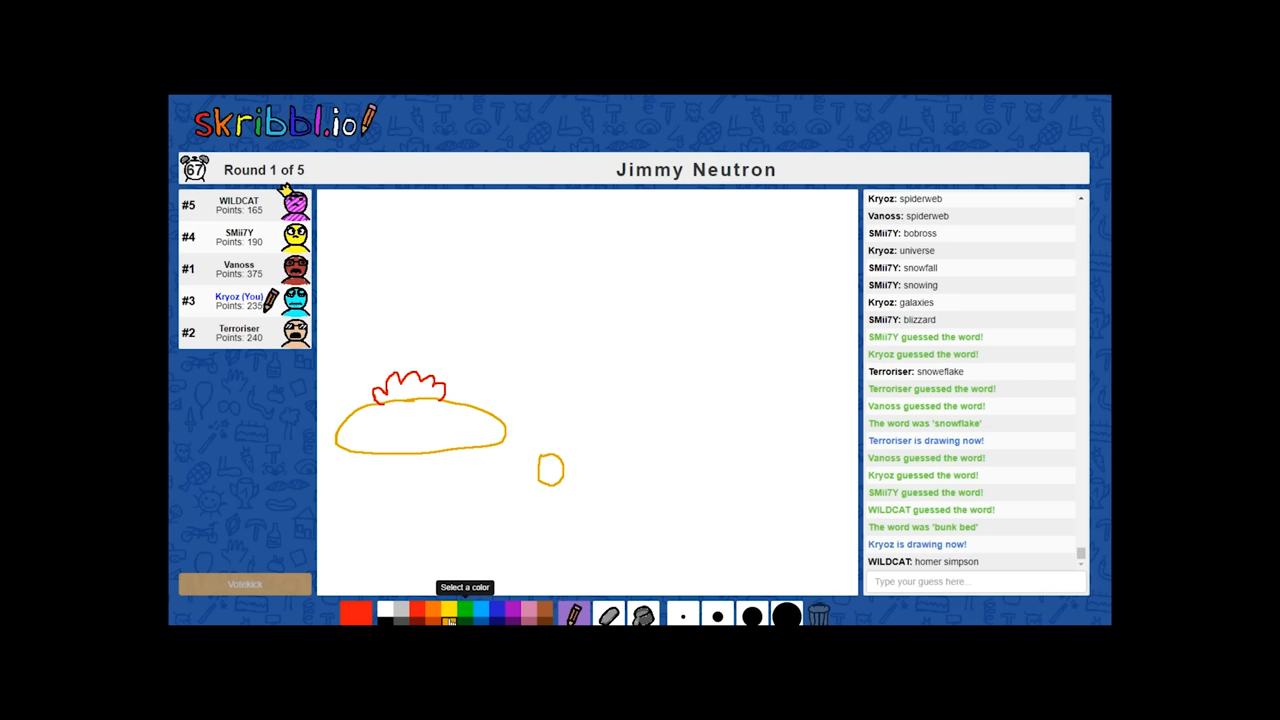 skribbl.io
67
Round 1 of 5
Jimmy Neutron
#5
WILDCAT
Points: 165
#4
SMii7Y
Points: 190
#1
Vanoss
Points: 375
#3
Kryoz (You)
Points: 235
#2
Terroriser
Points: 240
Votekick
Select a color
Kryoz: spiderweb
Vanoss: spiderweb
SMii7Y: bobross
Kryoz: universe
SMii7Y: snowfall
SMii7Y: snowing
Kryoz: galaxies
SMii7Y: blizzard
SMii7Y guessed the word!
Kryoz guessed the word!
Terroriser: snoweflake
Terroriser guessed the word!
Vanoss guessed the word!
The word was 'snowflake'
Terroriser is drawing now!
Vanoss guessed the word!
Kryoz guessed the word!
SMii7Y guessed the word!
WILDCAT guessed the word!
The word was 'bunk bed'
Kryoz is drawing now!
WILDCAT: homer simpson
Type your guess here...